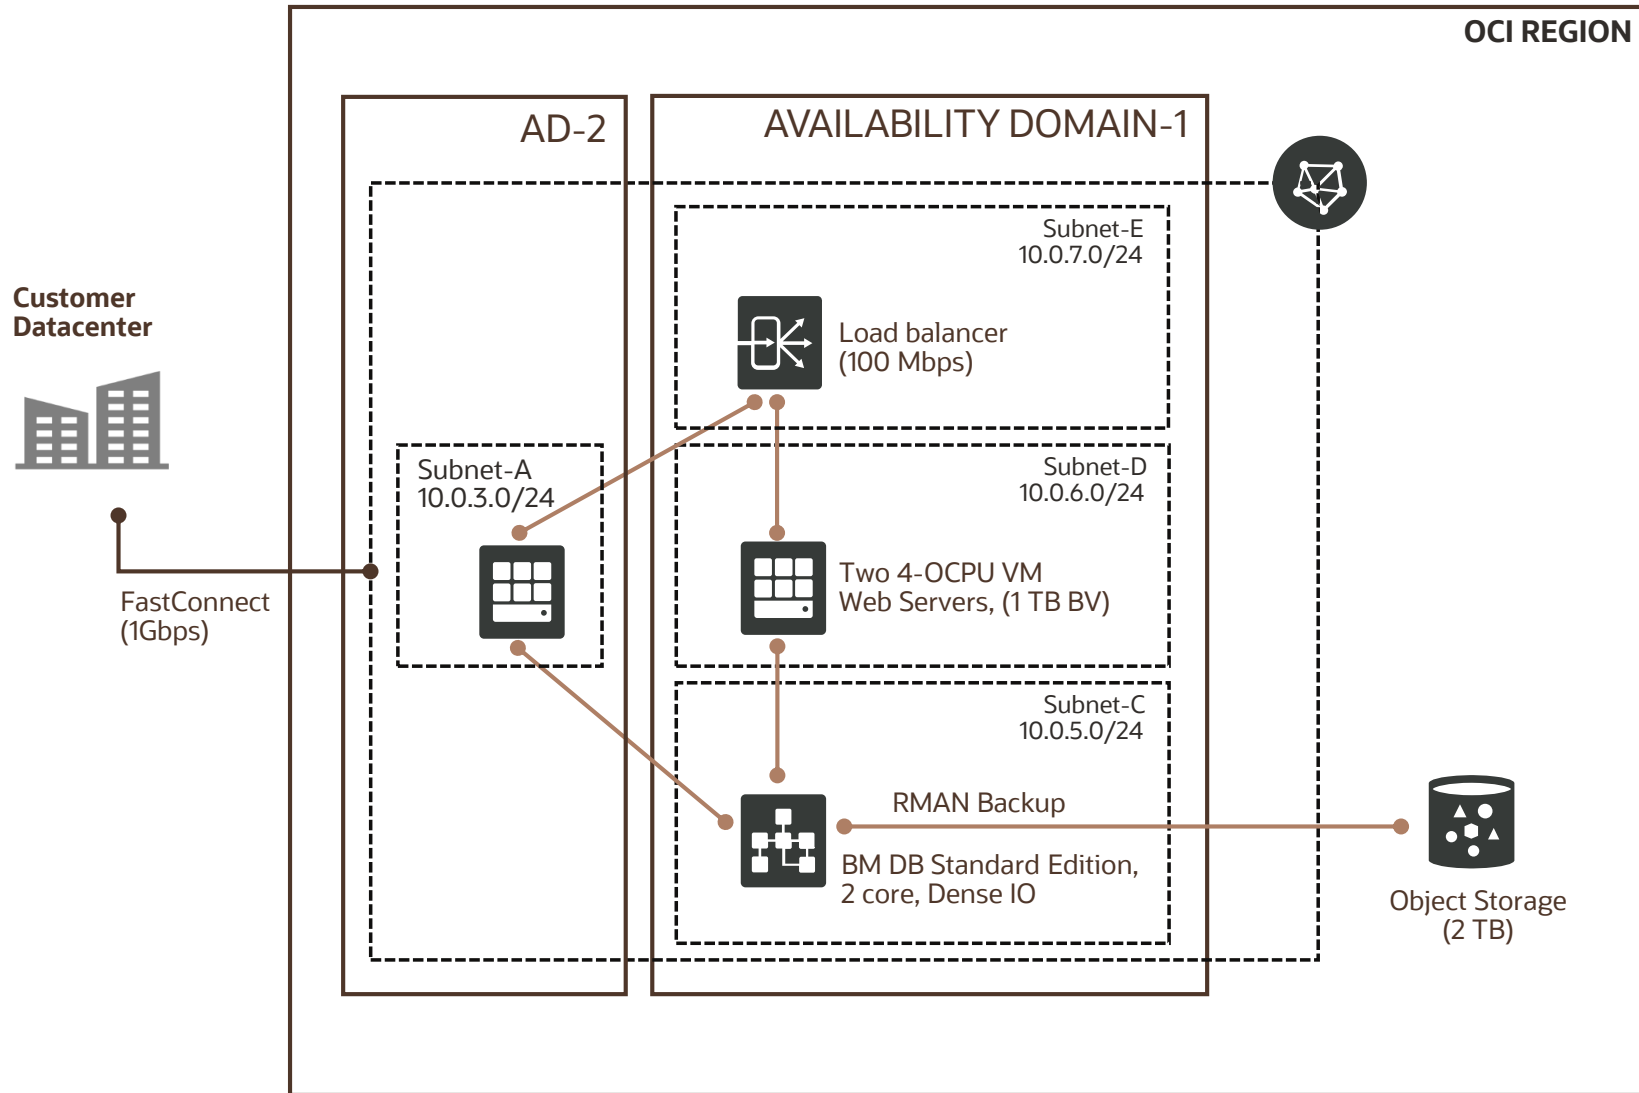 OCI REGION
AD-2
AVAILABILITY DOMAIN-1
Subnet-E
10.0.7.0/24
Customer
Datacenter
Load balancer
(100 Mbps)
Subnet-A
10.0.3.0/24
Subnet-D
10.0.6.0/24
FastConnect
(1Gbps)
Two 4-OCPU VM
Web Servers, (1 TB BV)
Subnet-C
10.0.5.0/24
RMAN Backup
BM DB Standard Edition,
2 core, Dense IO
Object Storage
(2 TB)